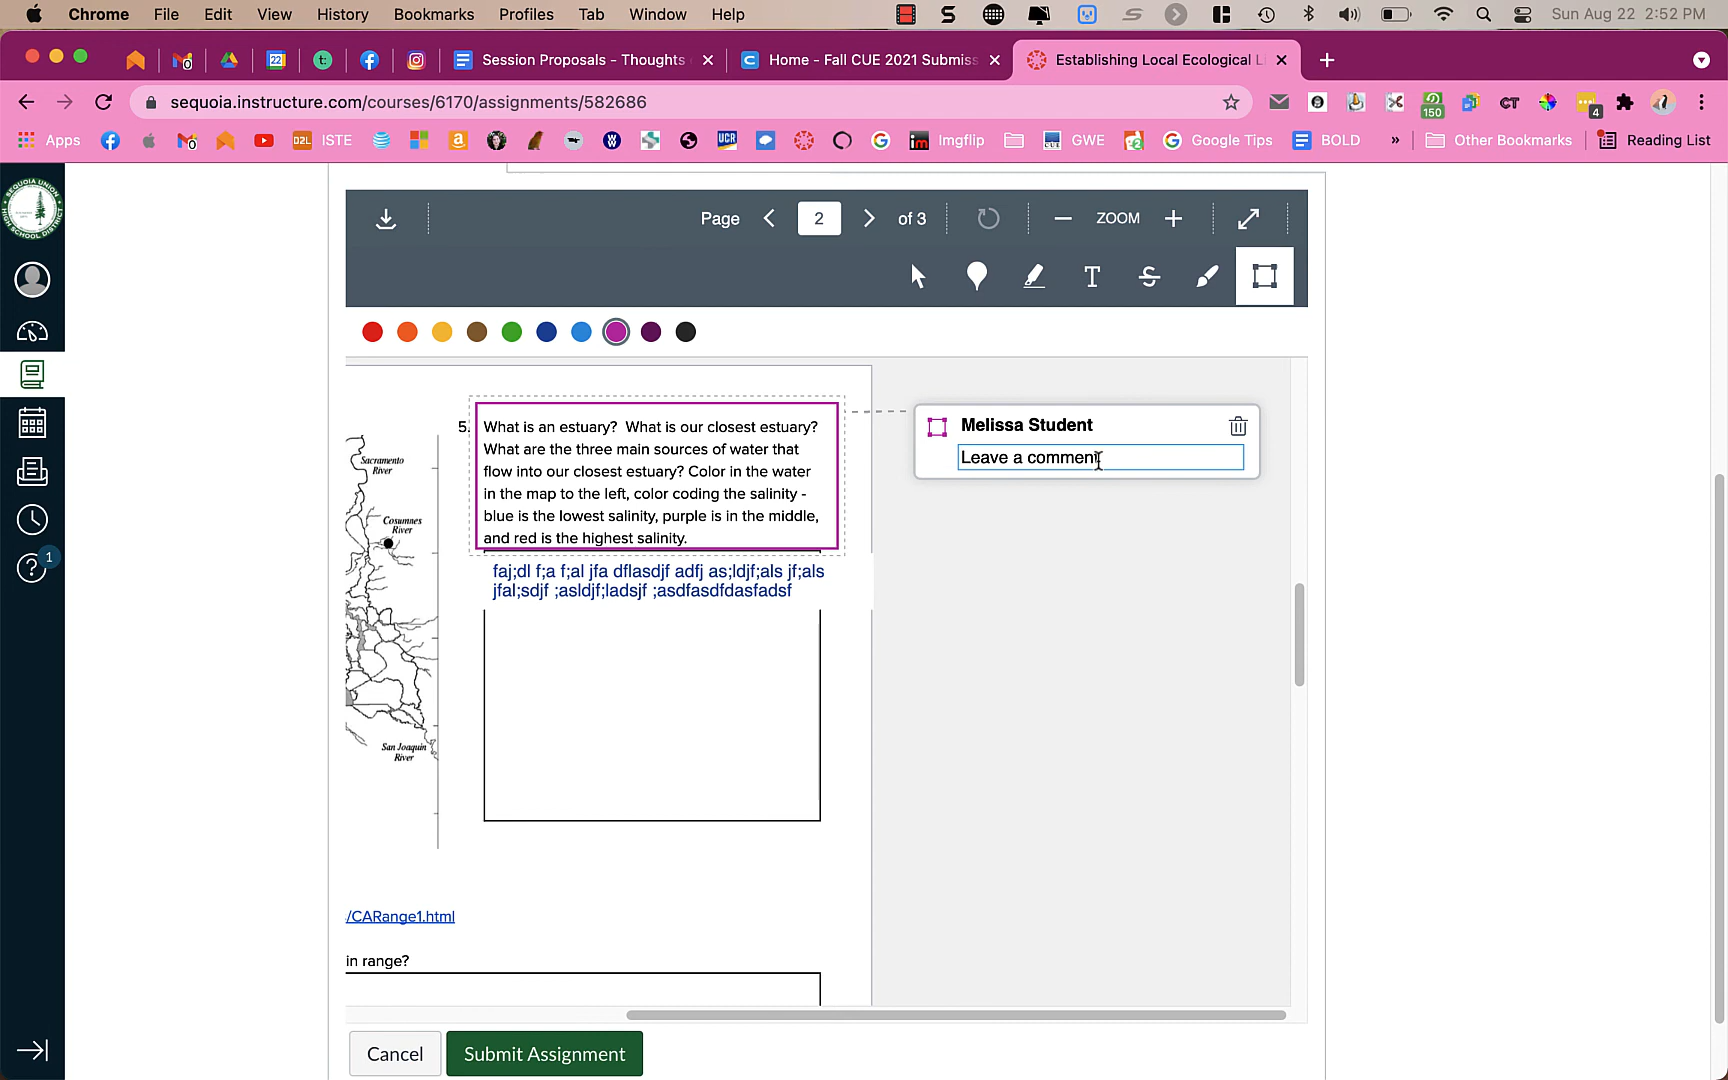 Chrome File Edit View History Bookmarks Profiles Tab Window Help Sun Aug 22 2:52 PM
Session Proposals - Thoughts Home - Fall CUE 2021 Submiss Establishing Local Ecological L
sequoia.instructure.com/courses/6170/assignments/582686
150
4
Apps D2L ISTE UCR Imgflip GWE Google Tips BOLD » Other Bookmarks Reading List
Page 2 of 3 ZOOM
5. What is an estuary? What is our closest estuary?
What are the three main sources of water that
flow into our closest estuary? Color in the water
in the map to the left, color coding the salinity -
blue is the lowest salinity, purple is in the middle,
and red is the highest salinity.
Melissa Student
Leave a comment
Sacramento
River
Cosumnes
River
faj;dl f;a f;al jfa dflasdjf adfj as;ldjf;als jf;als
jfal;sdjf ;asldjf;ladsjf ;asdfasdfdasfadsf
San Joaquin
River
1
/CARange1.html
in range?
Cancel Submit Assignment